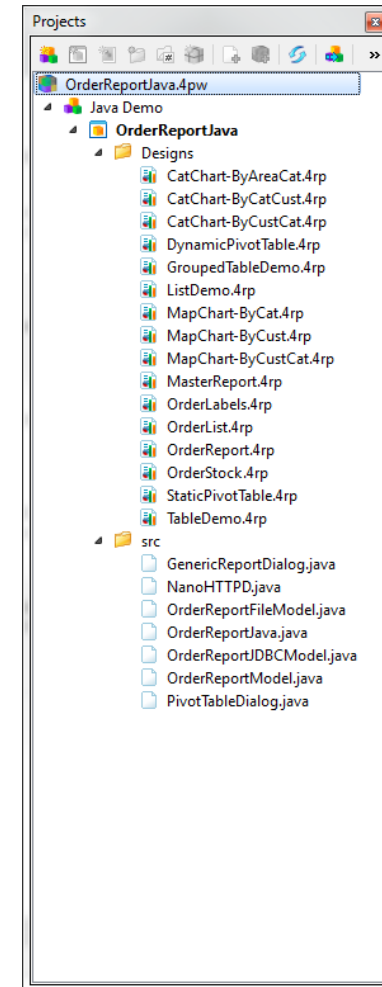 Projects
OrderReportJava.4pw
Java Demo
OrderReportJava
Designs
CatChart-ByAreaCat.4rp
CatChart-ByCatCust.4rp
CatChart-ByCustCat.4rp
DynamicPivotTable.4rp
GroupedTableDemo.4rp
ListDemo.4rp
MapChart-ByCat.4rp
MapChart-ByCust.4rp
MapChart-ByCustCat.4rp
MasterReport.4rp
OrderLabels.4rp
OrderList.4rp
OrderReport.4rp
OrderStock.4rp
StaticPivotTable.4rp
TableDemo.4rp
src
GenericReportDialog.java
NanoHTTPD.java
OrderReportFileModel.java
OrderReportJava.java
OrderReportJDBCModel.java
OrderReportModel.java
PivotTableDialog.java